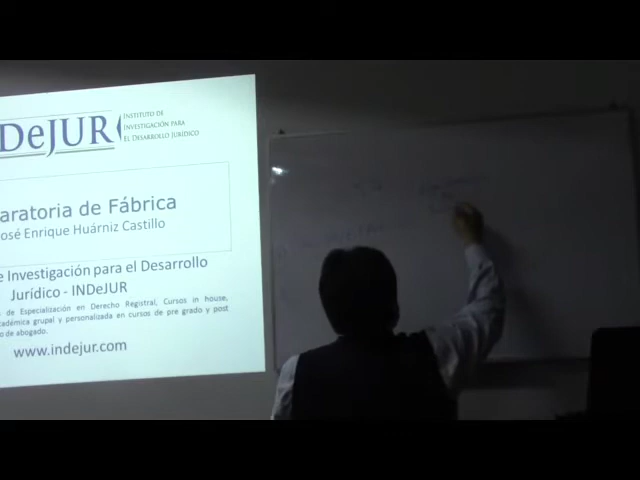 DeJUR
INSTITUTO DE
INVESTIGACIÓN PARA
EL DESARROLLO JURÍDICO
aratoria de Fábrica
osé Enrique Huárniz Castillo
e Investigación para el Desarrollo
Jurídico - INDeJUR
de Especialización en Derecho Registral, Cursos in house,
cadémica grupal y personalizada en cursos de pre grado y post
o de abogado.
www.indejur.com